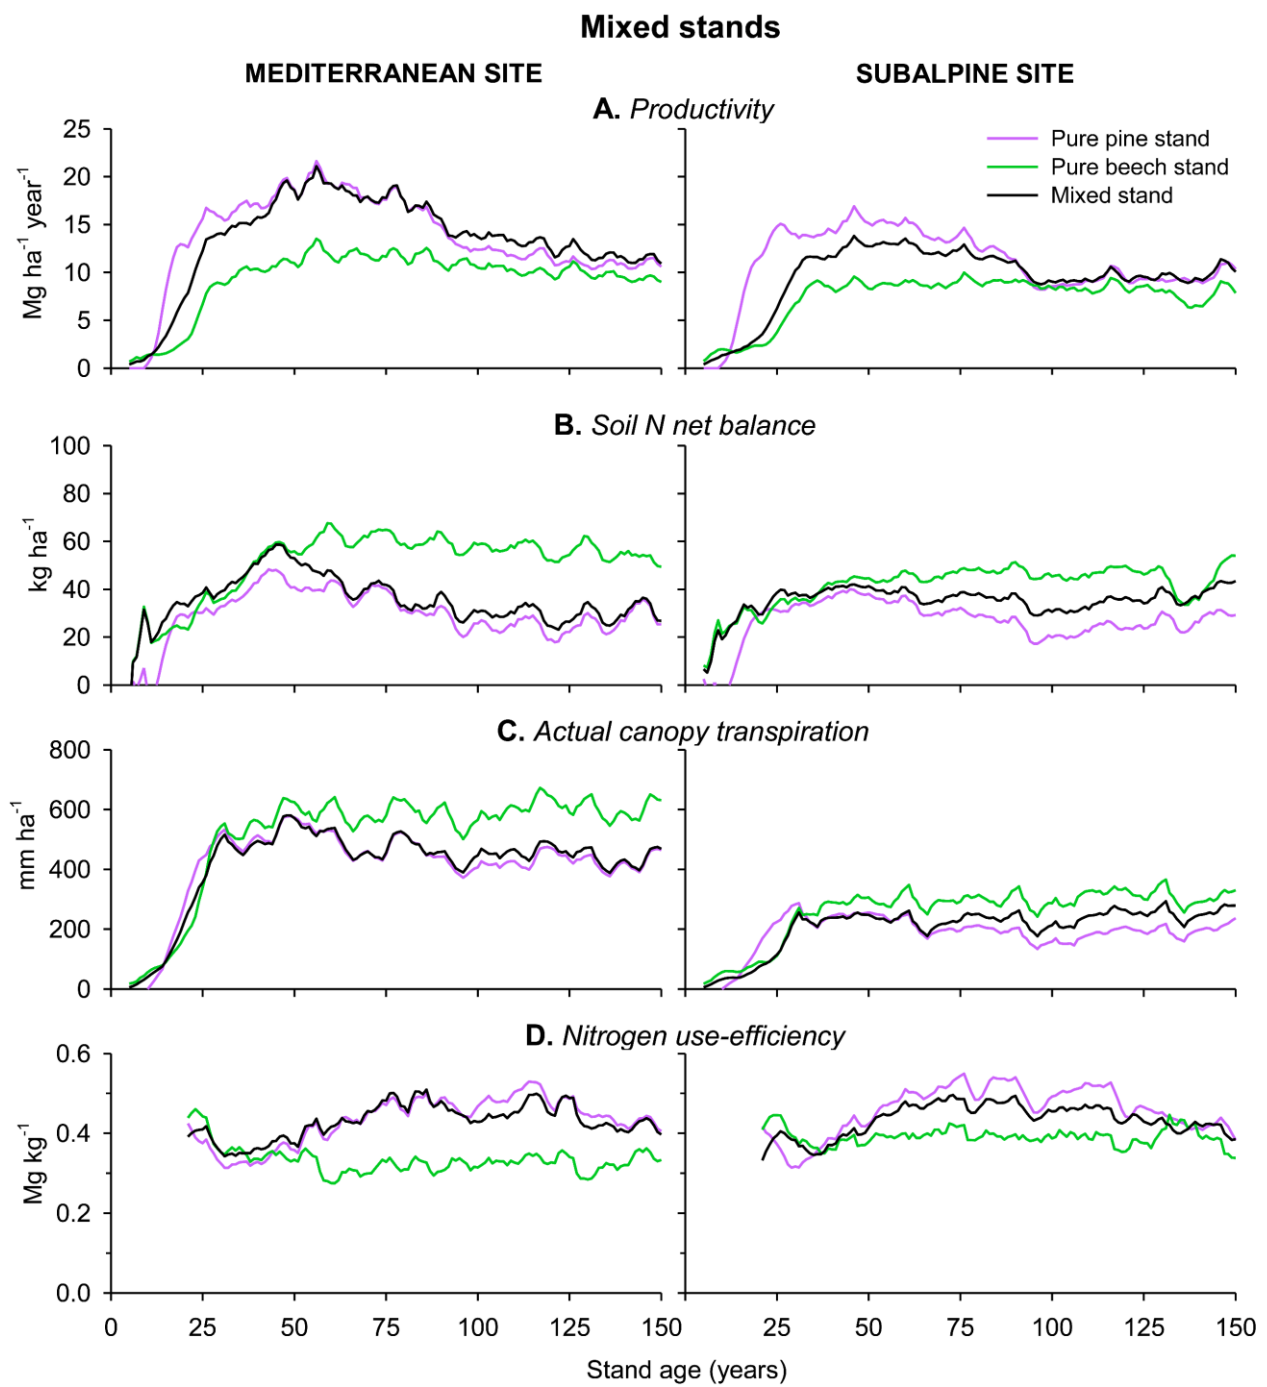 Mixed stands
MEDITERRANEAN SITE
SUBALPINE SITE
A. Productivity
Pure pine stand
Pure beech stand
Mixed stand
Mg ha⁻¹ year⁻¹
25
20
15
10
5
0
B. Soil N net balance
kg ha⁻¹
100
80
60
40
20
0
C. Actual canopy transpiration
mm ha⁻¹
800
600
400
200
0
D. Nitrogen use-efficiency
Mg kg⁻¹
0.6
0.4
0.2
0.0
0 25 50 75 100 125 150 25 50 75 100 125 150
Stand age (years)